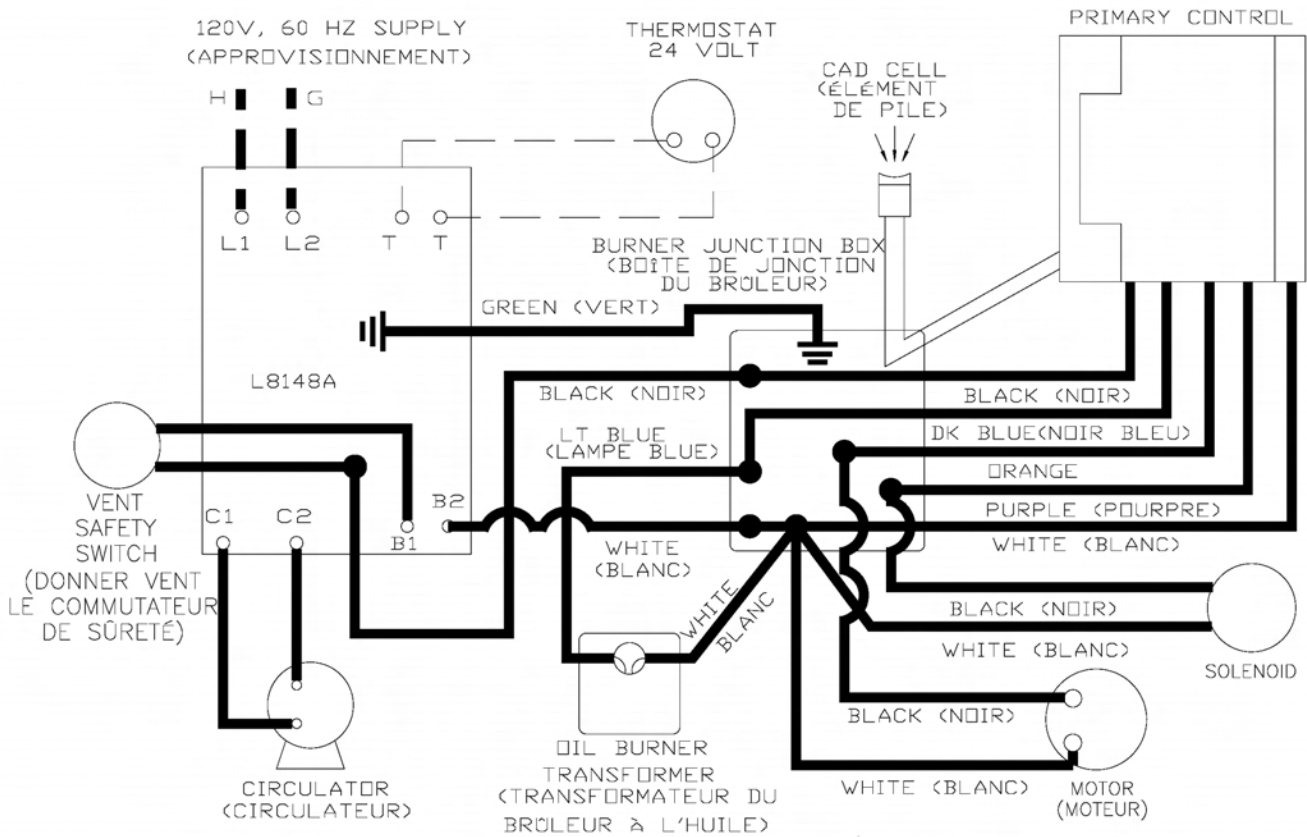 120V, 60 HZ SUPPLY
(APPROVISIONNEMENT)
H
G
THERMOSTAT
24 VOLT
CAD CELL
(ÉLÉMENT
DE PILE)
PRIMARY CONTROL
L1
L2
T
T
BURNER JUNCTION BOX
(BOÎTE DE JONCTION
DU BRÛLEUR)
GREEN (VERT)
L8148A
BLACK (NOIR)
BLACK (NOIR)
LT BLUE
(LAMPE BLUE)
DK BLUE(NOIR BLEU)
ORANGE
PURPLE (POURPRE)
WHITE (BLANC)
VENT
SAFETY
SWITCH
(DONNER VENT
LE COMMUTATEUR
DE SÛRETÉ)
C1
C2
B1
B2
WHITE
(BLANC)
WHITE
BLANC
BLACK (NOIR)
WHITE (BLANC)
SOLENOID
BLACK (NOIR)
WHITE (BLANC)
MOTOR
(MOTEUR)
CIRCULATOR
(CIRCULATEUR)
OIL BURNER
TRANSFORMER
(TRANSFORMATEUR DU
BRÛLEUR À L'HUILE)